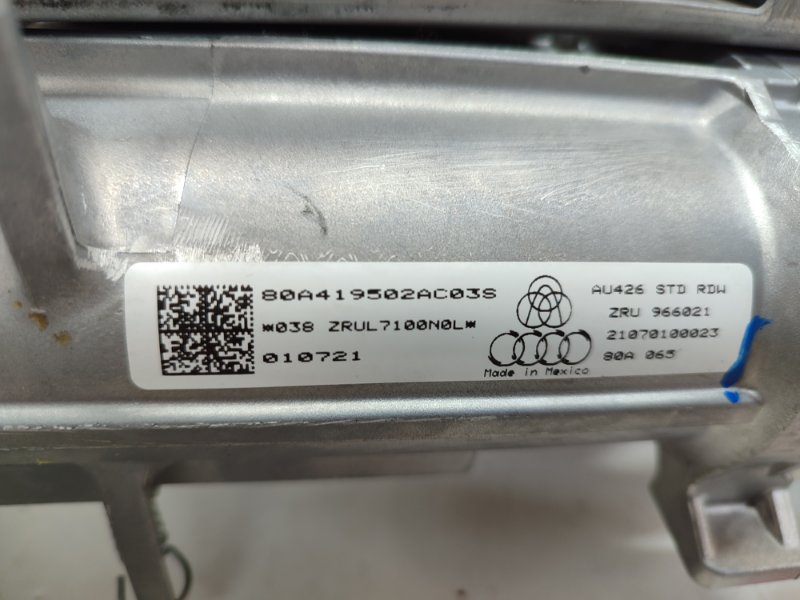 80A419502AC03S
*038 ZRUL7100N0L*
010721
Made in Mexico
AU426 STD RDW
ZRU 966021
21070100023
80A 065